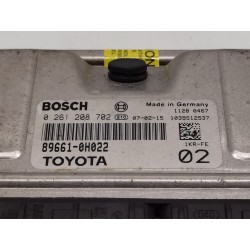 BOSCH
Made in Germany
1128 0467
0 261 208 702 07-02-15 1039S12537
89661-0H022
1KR-FE
TOYOTA
02